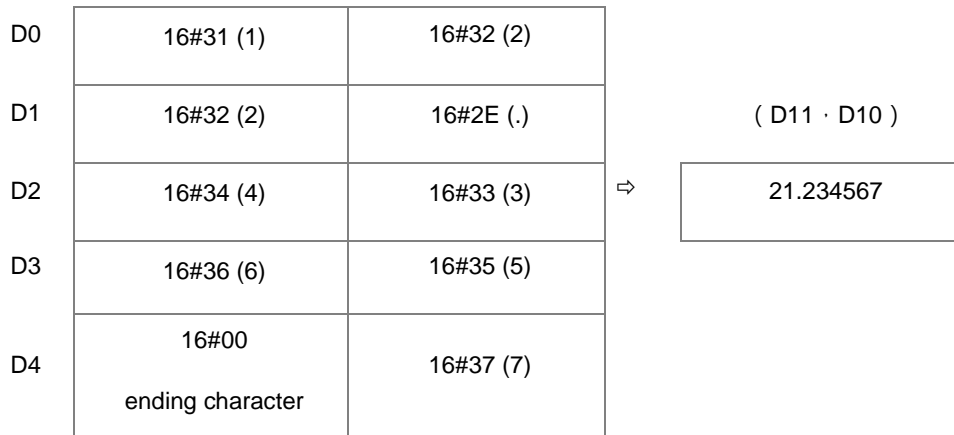 D0 16#31 (1) 16#32 (2)
D1 16#32 (2) 16#2E (.) （D11，D10）
D2 16#34 (4) 16#33 (3) ⇨ 21.234567
D3 16#36 (6) 16#35 (5)
D4 16#00
ending character 16#37 (7)